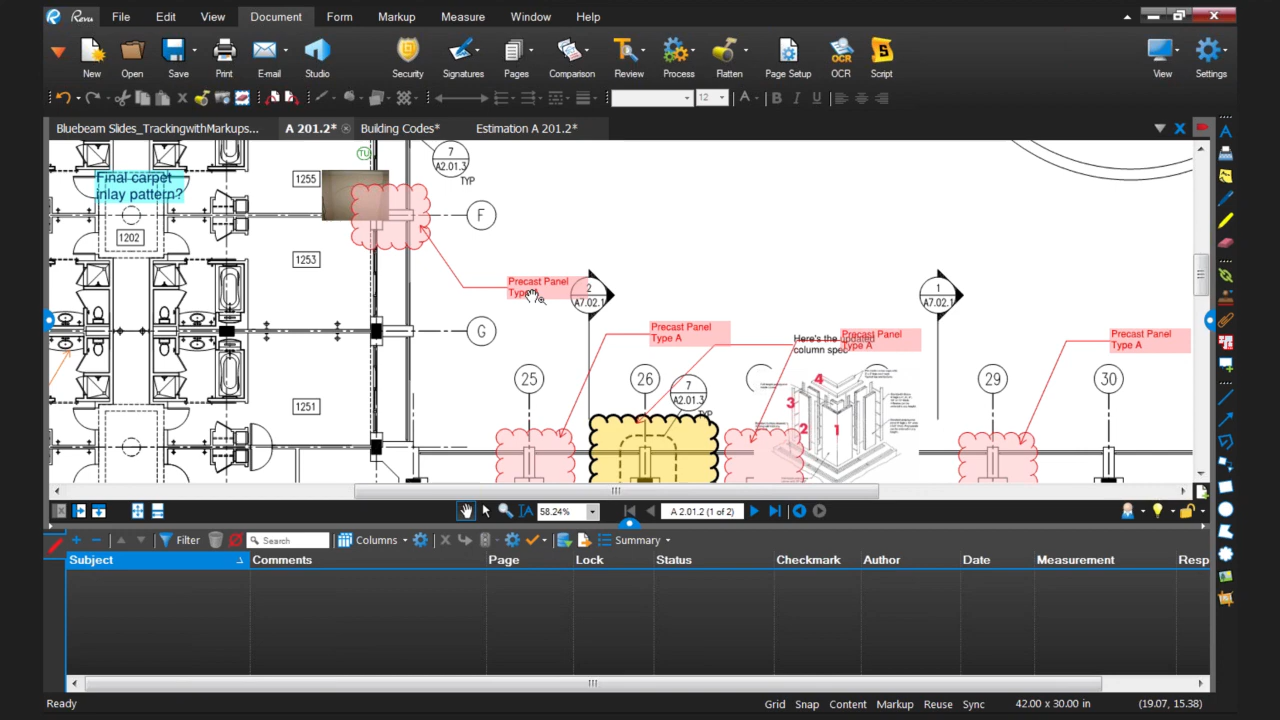 Revu File Edit View Document Form Markup Measure Window Help
New Open Save Print E-mail Studio Security Signatures Pages Comparison Review Process Flatten Page Setup OCR Script View Settings
12 A B I U
Bluebeam Slides_TrackingwithMarkups... A 201.2* Building Codes* Estimation A 201.2*
TU
7
A2.01.3
TYP
Final carpet
inlay pattern?
1255
1202
F
1253
Precast Panel
2
A7.02.1
1
A7.02.1
G
Precast Panel
Type A
Here's the updated
column spec
Precast Panel
Type A
Precast Panel
Type A
1251
25 26 29 30
7
A2.01.3
TYP
4
3
2
1
58.24% A 2.01.2 (1 of 2)
Filter Search Columns Summary
Subject Comments Page Lock Status Checkmark Author Date Measurement Resp
Ready Grid Snap Content Markup Reuse Sync 42.00 x 30.00 in (19.07, 15.38)